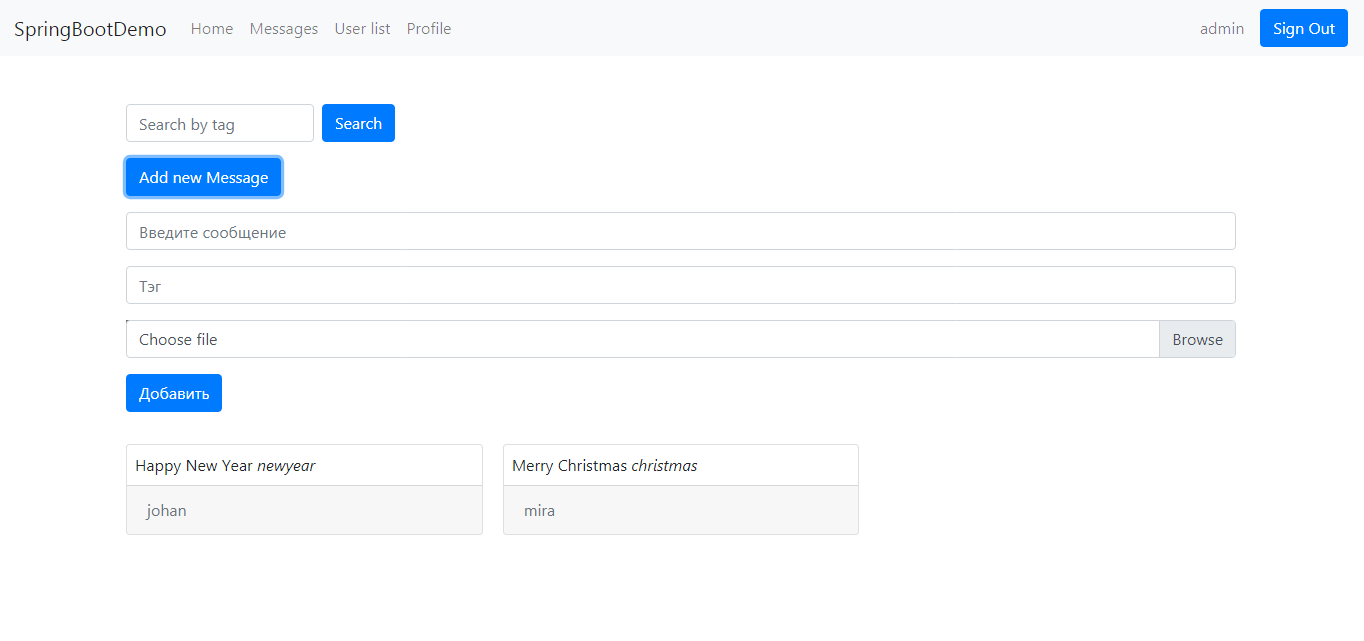 SpringBootDemo Home Messages User list Profile admin Sign Out
Search by tag Search
Add new Message
Введите сообщение
Тэг
Choose file Browse
Добавить
Happy New Year newyear
johan
Merry Christmas christmas
mira